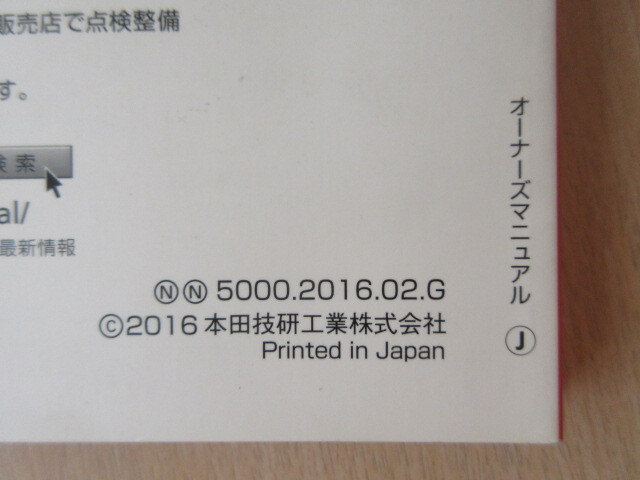 販売店で点検整備
す。
検索
al/
最新情報
ⓃⓃ 5000.2016.02.G
©2016 本田技研工業株式会社
Printed in Japan
オーナーズマニュアル Ⓙ